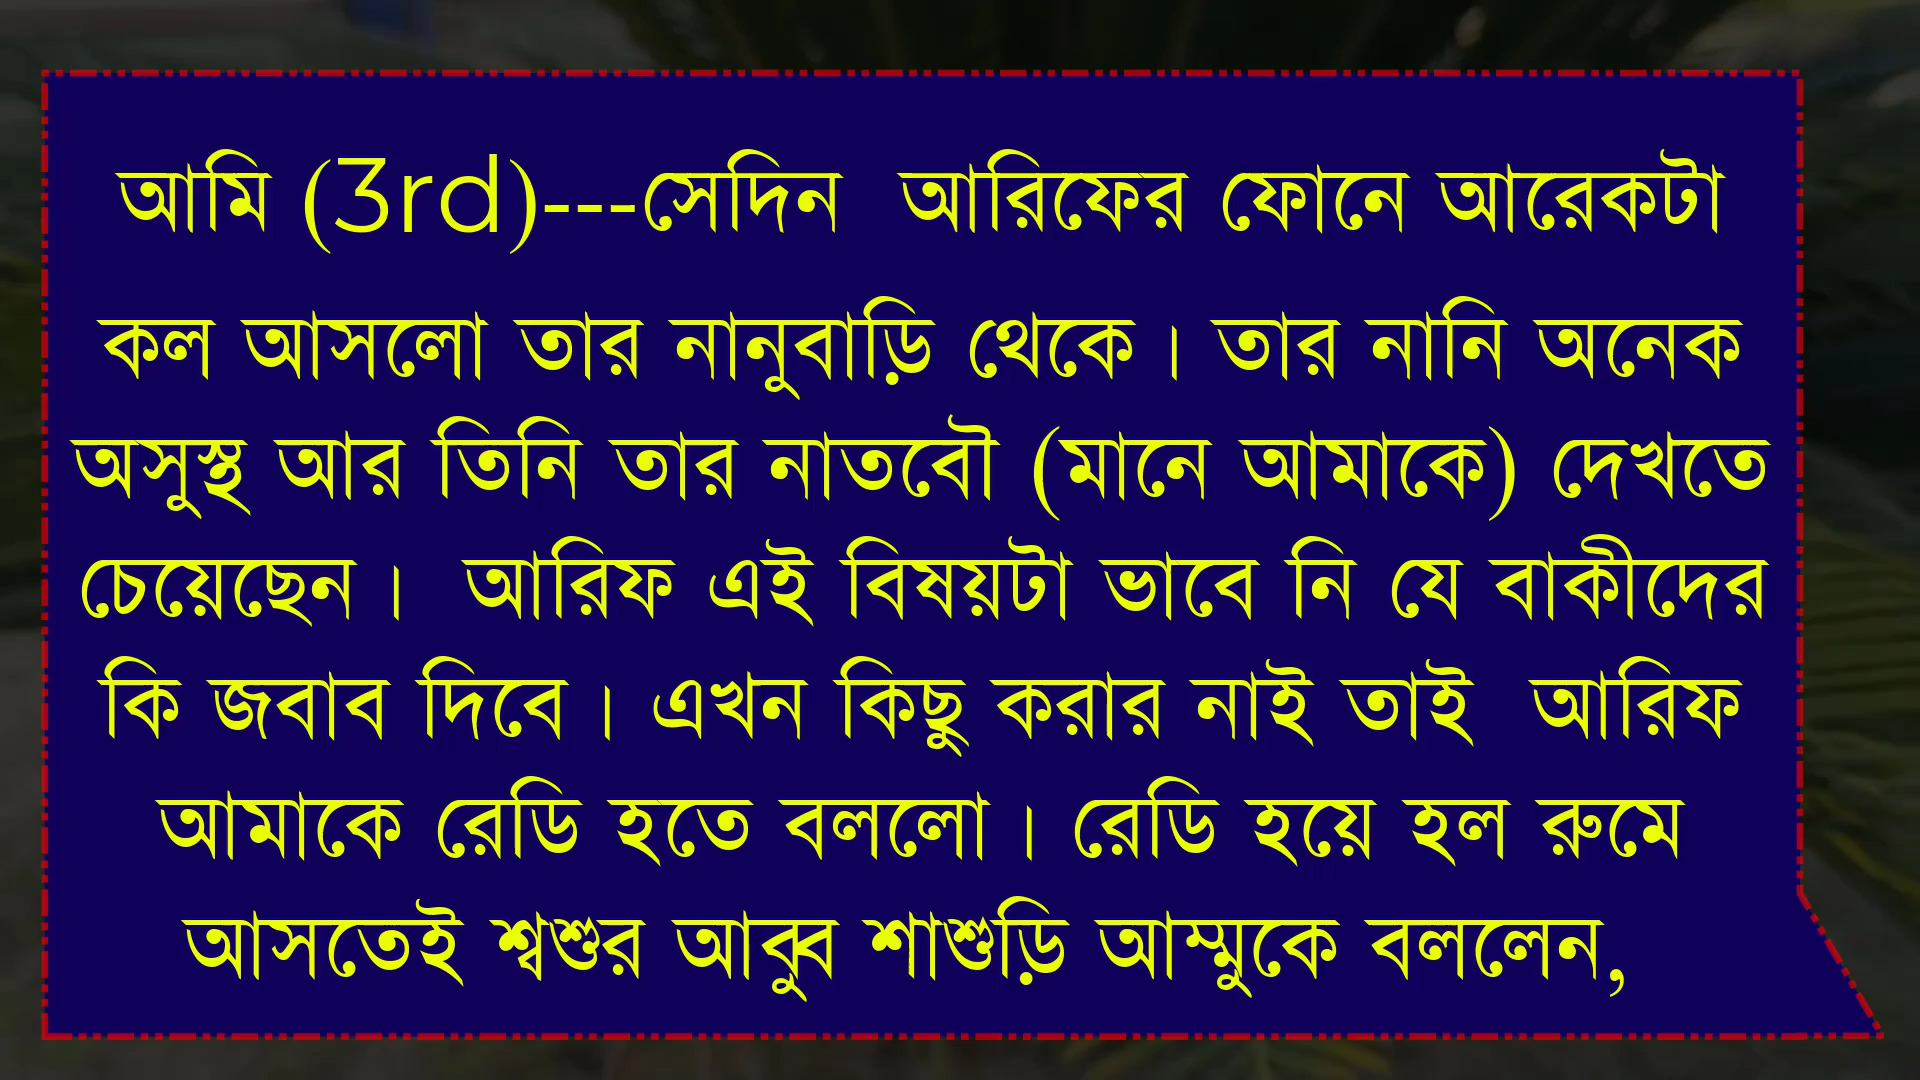 আমি (3rd)---সেদিন আরিফের ফোনে আরেকটা
কল আসলো তার নানুবাড়ি থেকে। তার নানি অনেক
অসুস্থ আর তিনি তার নাতবৌ (মানে আমাকে) দেখতে
চেয়েছেন। আরিফ এই বিষয়টা ভাবে নি যে বাকীদের
কি জবাব দিবে। এখন কিছু করার নাই তাই আরিফ
আমাকে রেডি হতে বললো। রেডি হয়ে হল রুমে
আসতেই শ্বশুর আব্বু শাশুড়ি আম্মুকে বললেন,